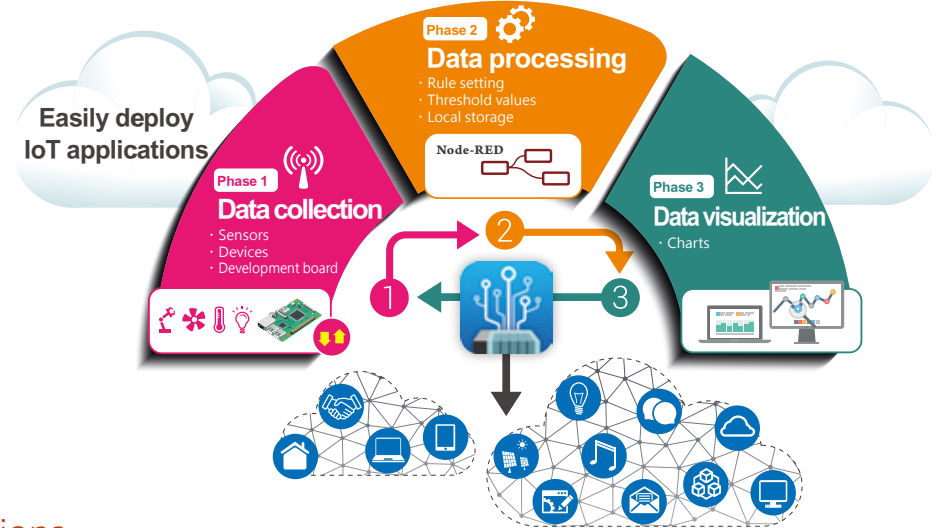 Easily deploy
IoT applications
Phase 1
Data collection
· Sensors
· Devices
· Development board
Phase 2
Data processing
· Rule setting
· Threshold values
· Local storage
Node-RED
Phase 3
Data visualization
· Charts
1
2
3